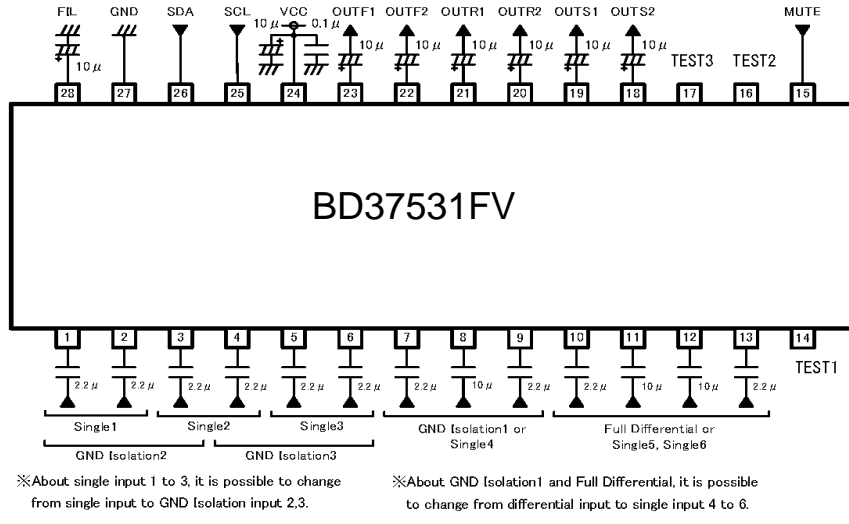 FIL GND SDA SCL VCC OUTF1 OUTF2 OUTR1 OUTR2 OUTS1 OUTS2 MUTE
10μ 10μ 0.1μ 10μ 10μ 10μ 10μ 10μ 10μ TEST3 TEST2
28 27 26 25 24 23 22 21 20 19 18 17 16 15
BD37531FV
1 2 3 4 5 6 7 8 9 10 11 12 13 14
2.2μ 2.2μ 2.2μ 2.2μ 2.2μ 2.2μ 2.2μ 10μ 2.2μ 2.2μ 10μ 10μ 2.2μ TEST1
Single1 Single2 Single3 GND Isolation1 or Full Differential or
Single4 Single5, Single6
GND Isolation2 GND Isolation3
※About single input 1 to 3, it is possible to change
from single input to GND Isolation input 2,3.
※About GND Isolation1 and Full Differential, it is possible
to change from differential input to single input 4 to 6.